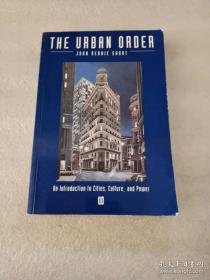 THE URBAN ORDER
JOHN RENNIE SHORT
An Introduction to Cities, Culture, and Power